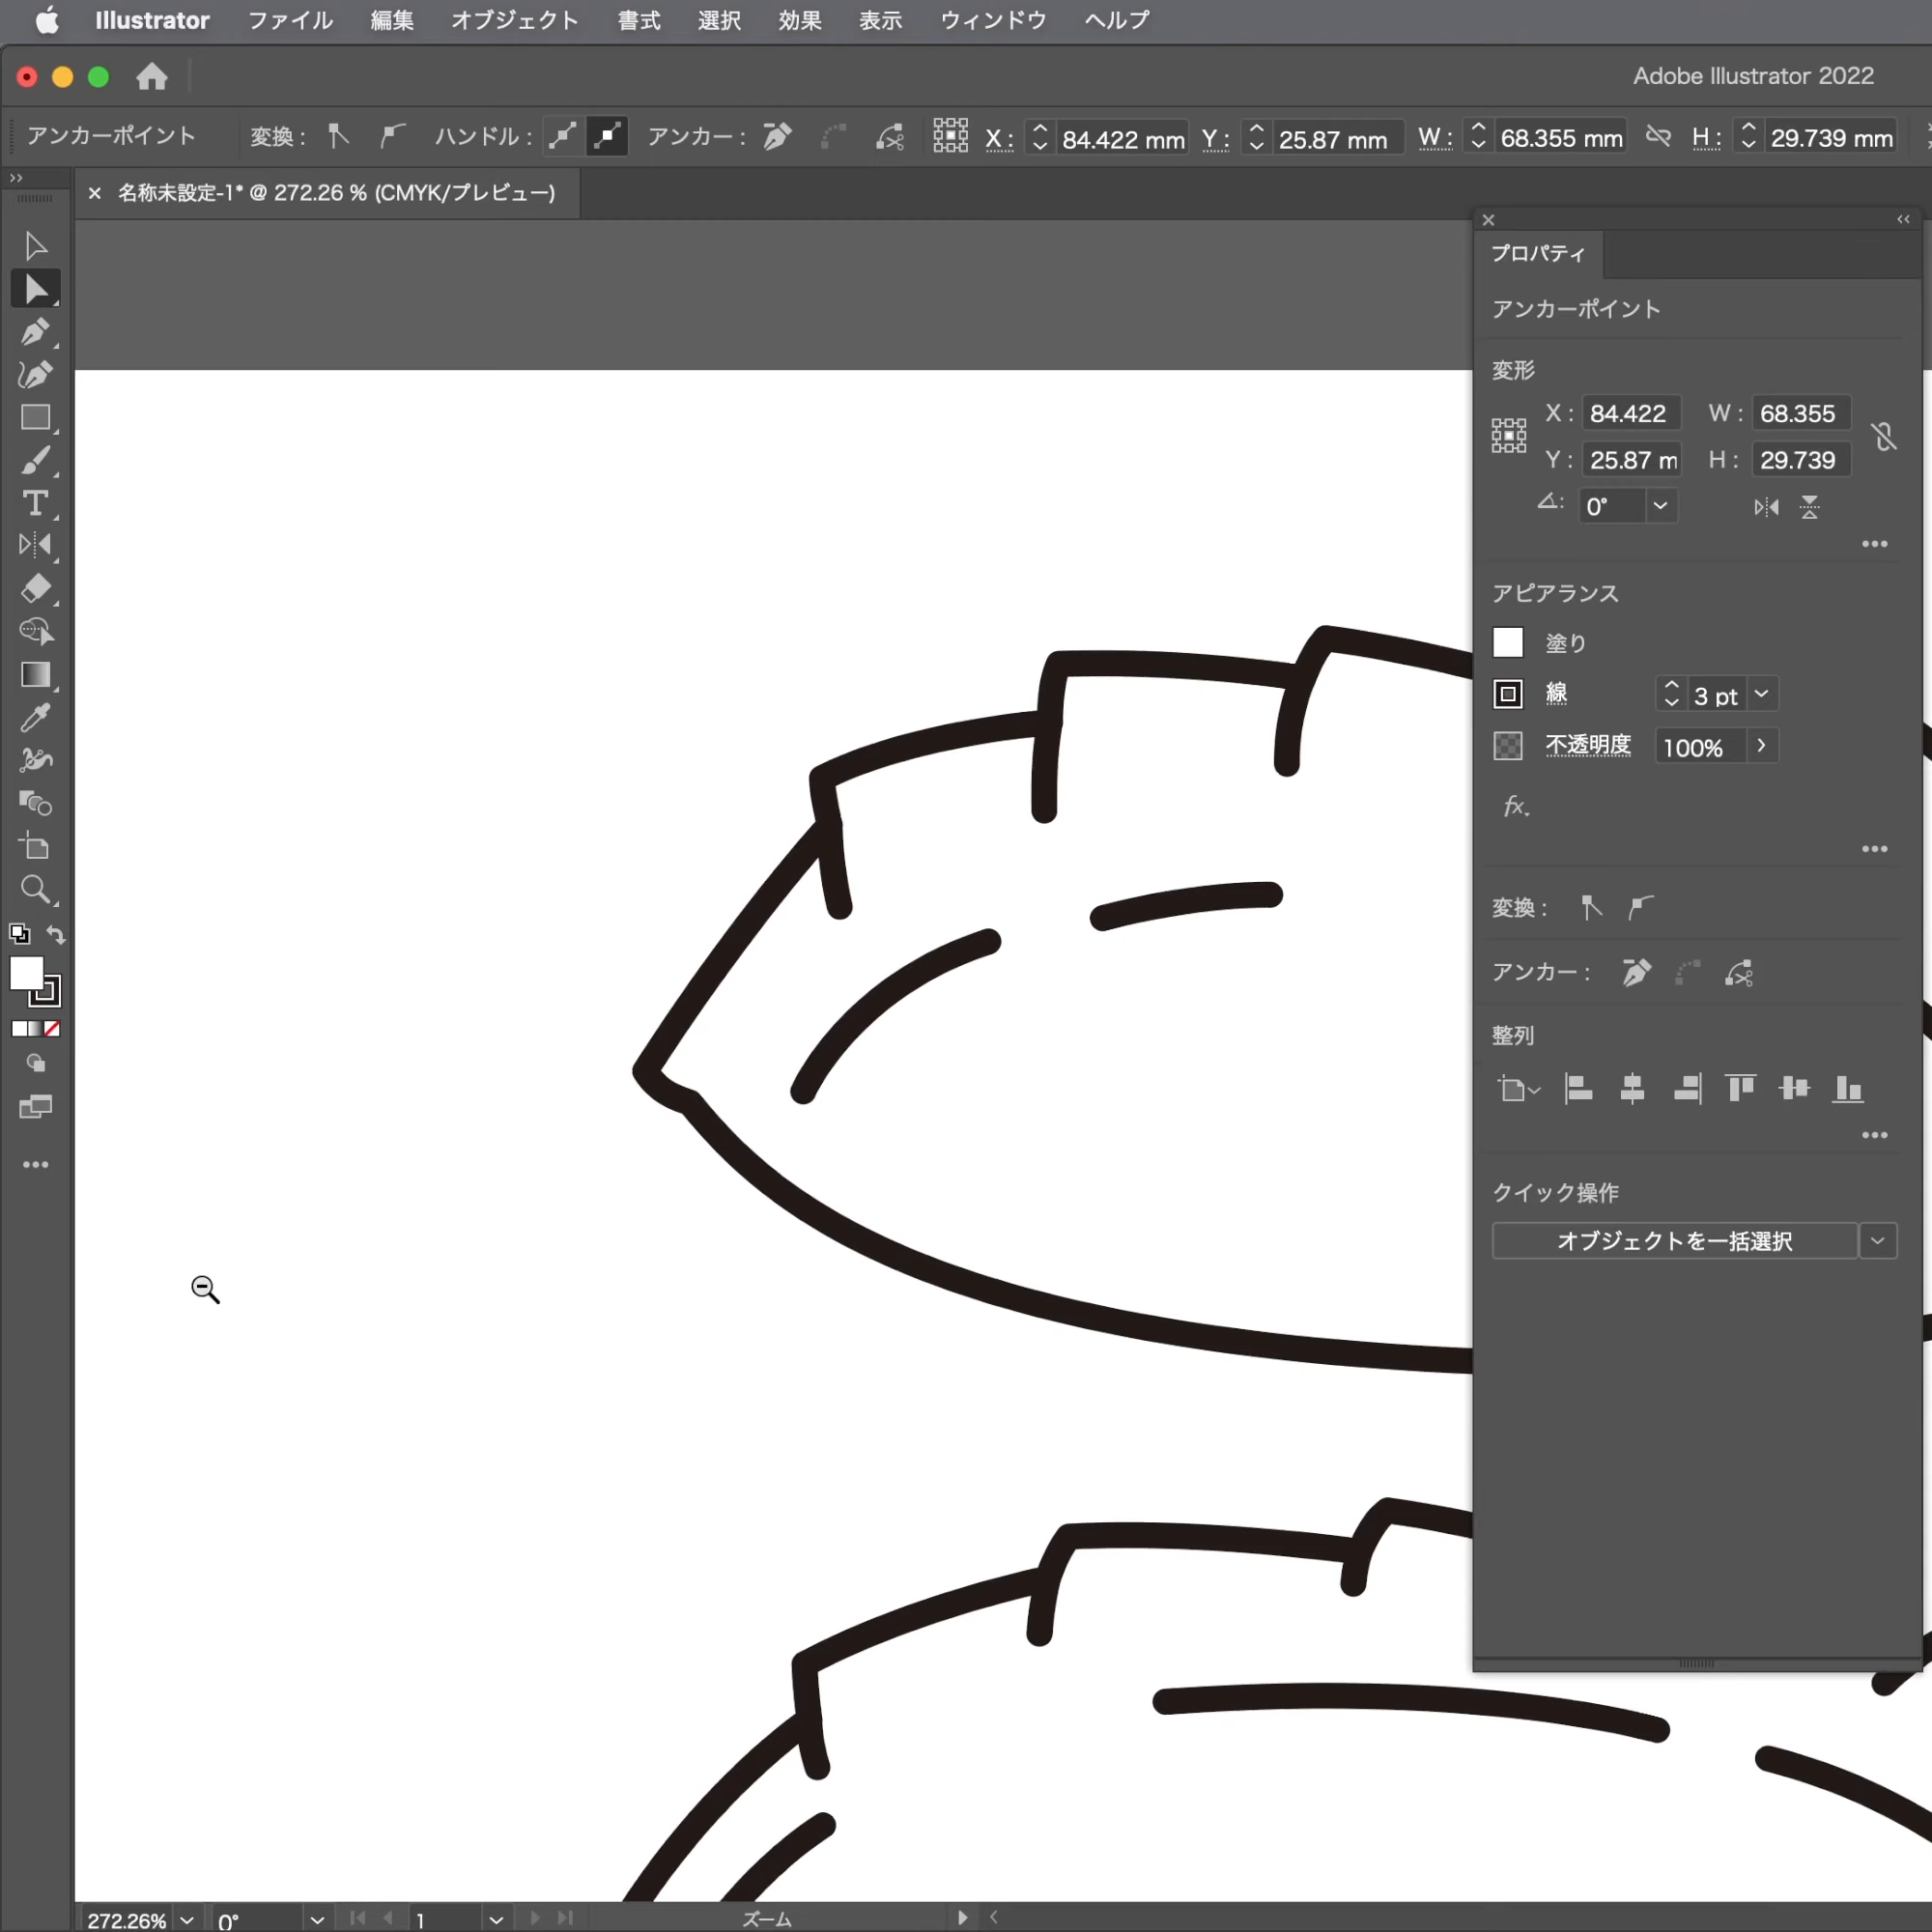 Illustrator ファイル 編集 オブジェクト 書式 選択 効果 表示 ウィンドウ ヘルプ
Adobe Illustrator 2022
アンカーポイント 変換： ハンドル： アンカー： X： 84.422 mm Y： 25.87 mm W： 68.355 mm H： 29.739 mm
× 名称未設定-1* @ 272.26 % (CMYK/プレビュー)
プロパティ
アンカーポイント
変形
X： 84.422 W： 68.355
Y： 25.87 m H： 29.739
0°
アピアランス
塗り
線 3 pt
不透明度 100%
fx.
変換：
アンカー：
整列
クイック操作
オブジェクトを一括選択
272.26% 0° 1 ズーム